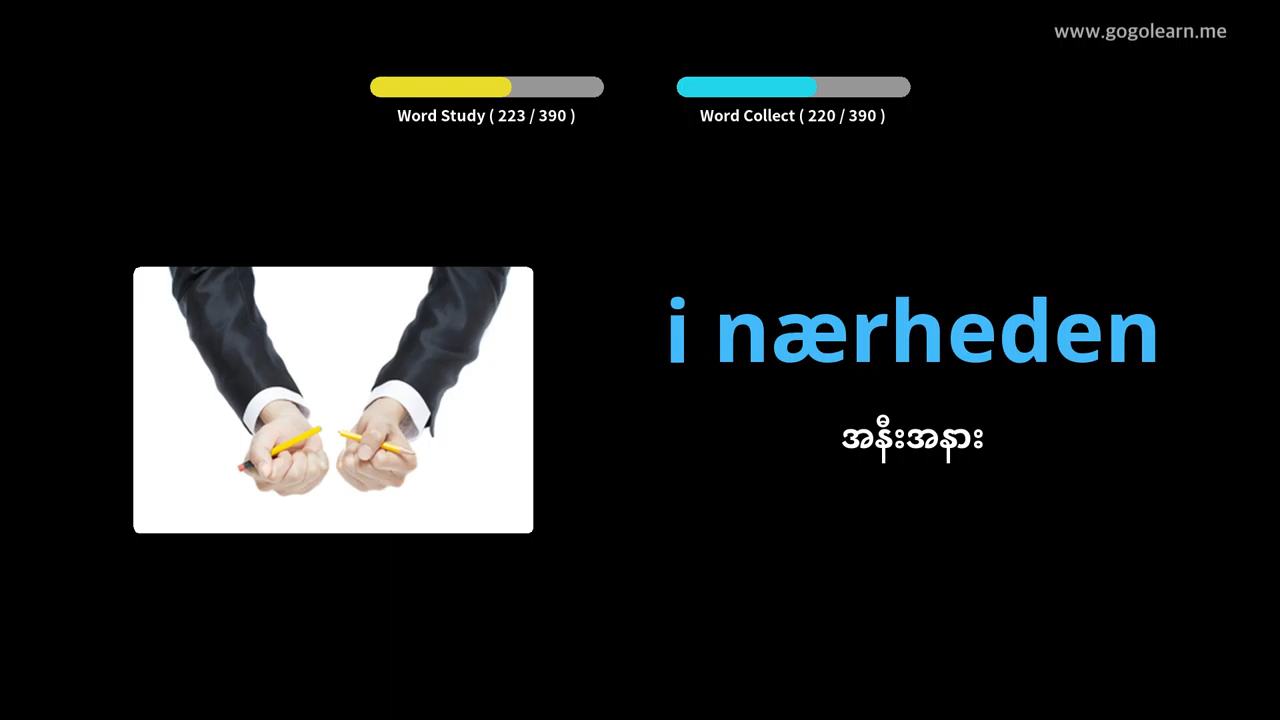 www.gogolearn.me
Word Study ( 223 / 390 )
Word Collect ( 220 / 390 )
i nærheden
အနီးအနား